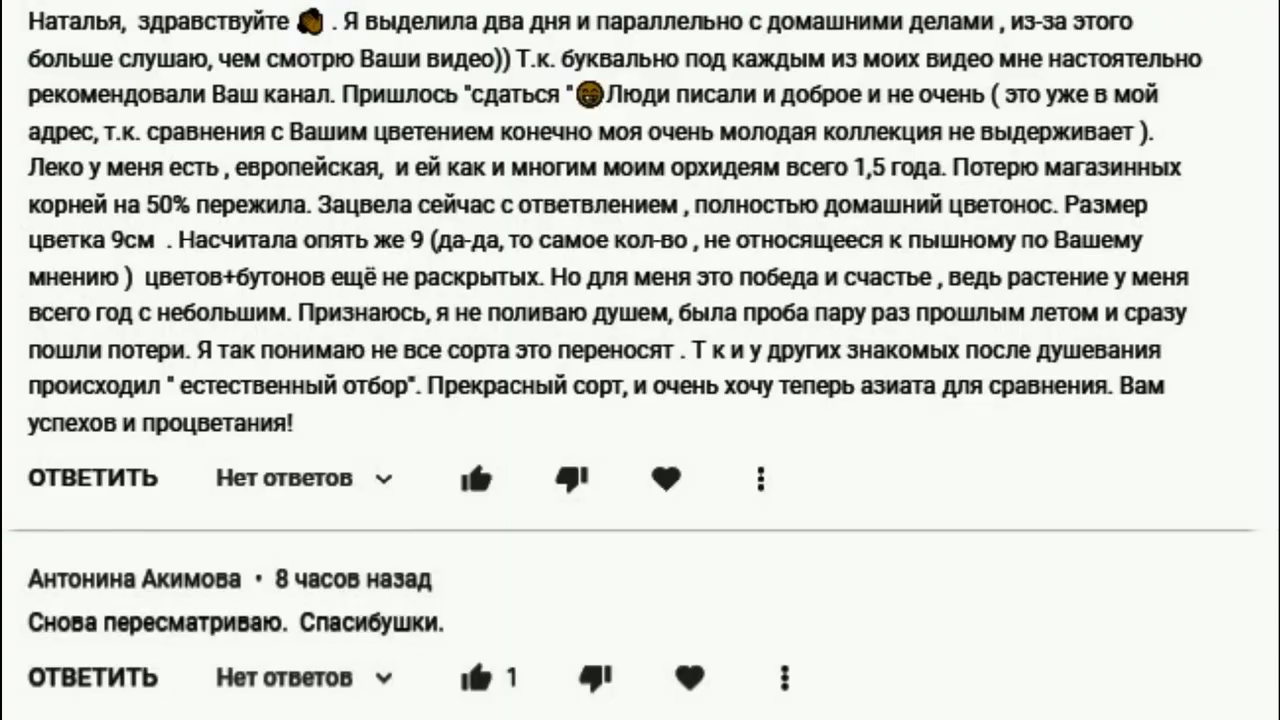 Наталья, здравствуйте 👏 . Я выделила два дня и параллельно с домашними делами , из-за этого
больше слушаю, чем смотрю Ваши видео)) Т.к. буквально под каждым из моих видео мне настоятельно
рекомендовали Ваш канал. Пришлось "сдаться "😁Люди писали и доброе и не очень ( это уже в мой
адрес, т.к. сравнения с Вашим цветением конечно моя очень молодая коллекция не выдерживает ).
Леко у меня есть , европейская, и ей как и многим моим орхидеям всего 1,5 года. Потерю магазинных
корней на 50% пережила. Зацвела сейчас с ответвлением , полностью домашний цветонос. Размер
цветка 9см . Насчитала опять же 9 (да-да, то самое кол-во , не относящееся к пышному по Вашему
мнению ) цветов+бутонов ещё не раскрытых. Но для меня это победа и счастье , ведь растение у меня
всего год с небольшим. Признаюсь, я не поливаю душем, была проба пару раз прошлым летом и сразу
пошли потери. Я так понимаю не все сорта это переносят . Т к и у других знакомых после душевания
происходил " естественный отбор". Прекрасный сорт, и очень хочу теперь азиата для сравнения. Вам
успехов и процветания!
ОТВЕТИТЬ Нет ответов
Антонина Акимова • 8 часов назад
Снова пересматриваю. Спасибушки.
ОТВЕТИТЬ Нет ответов 1